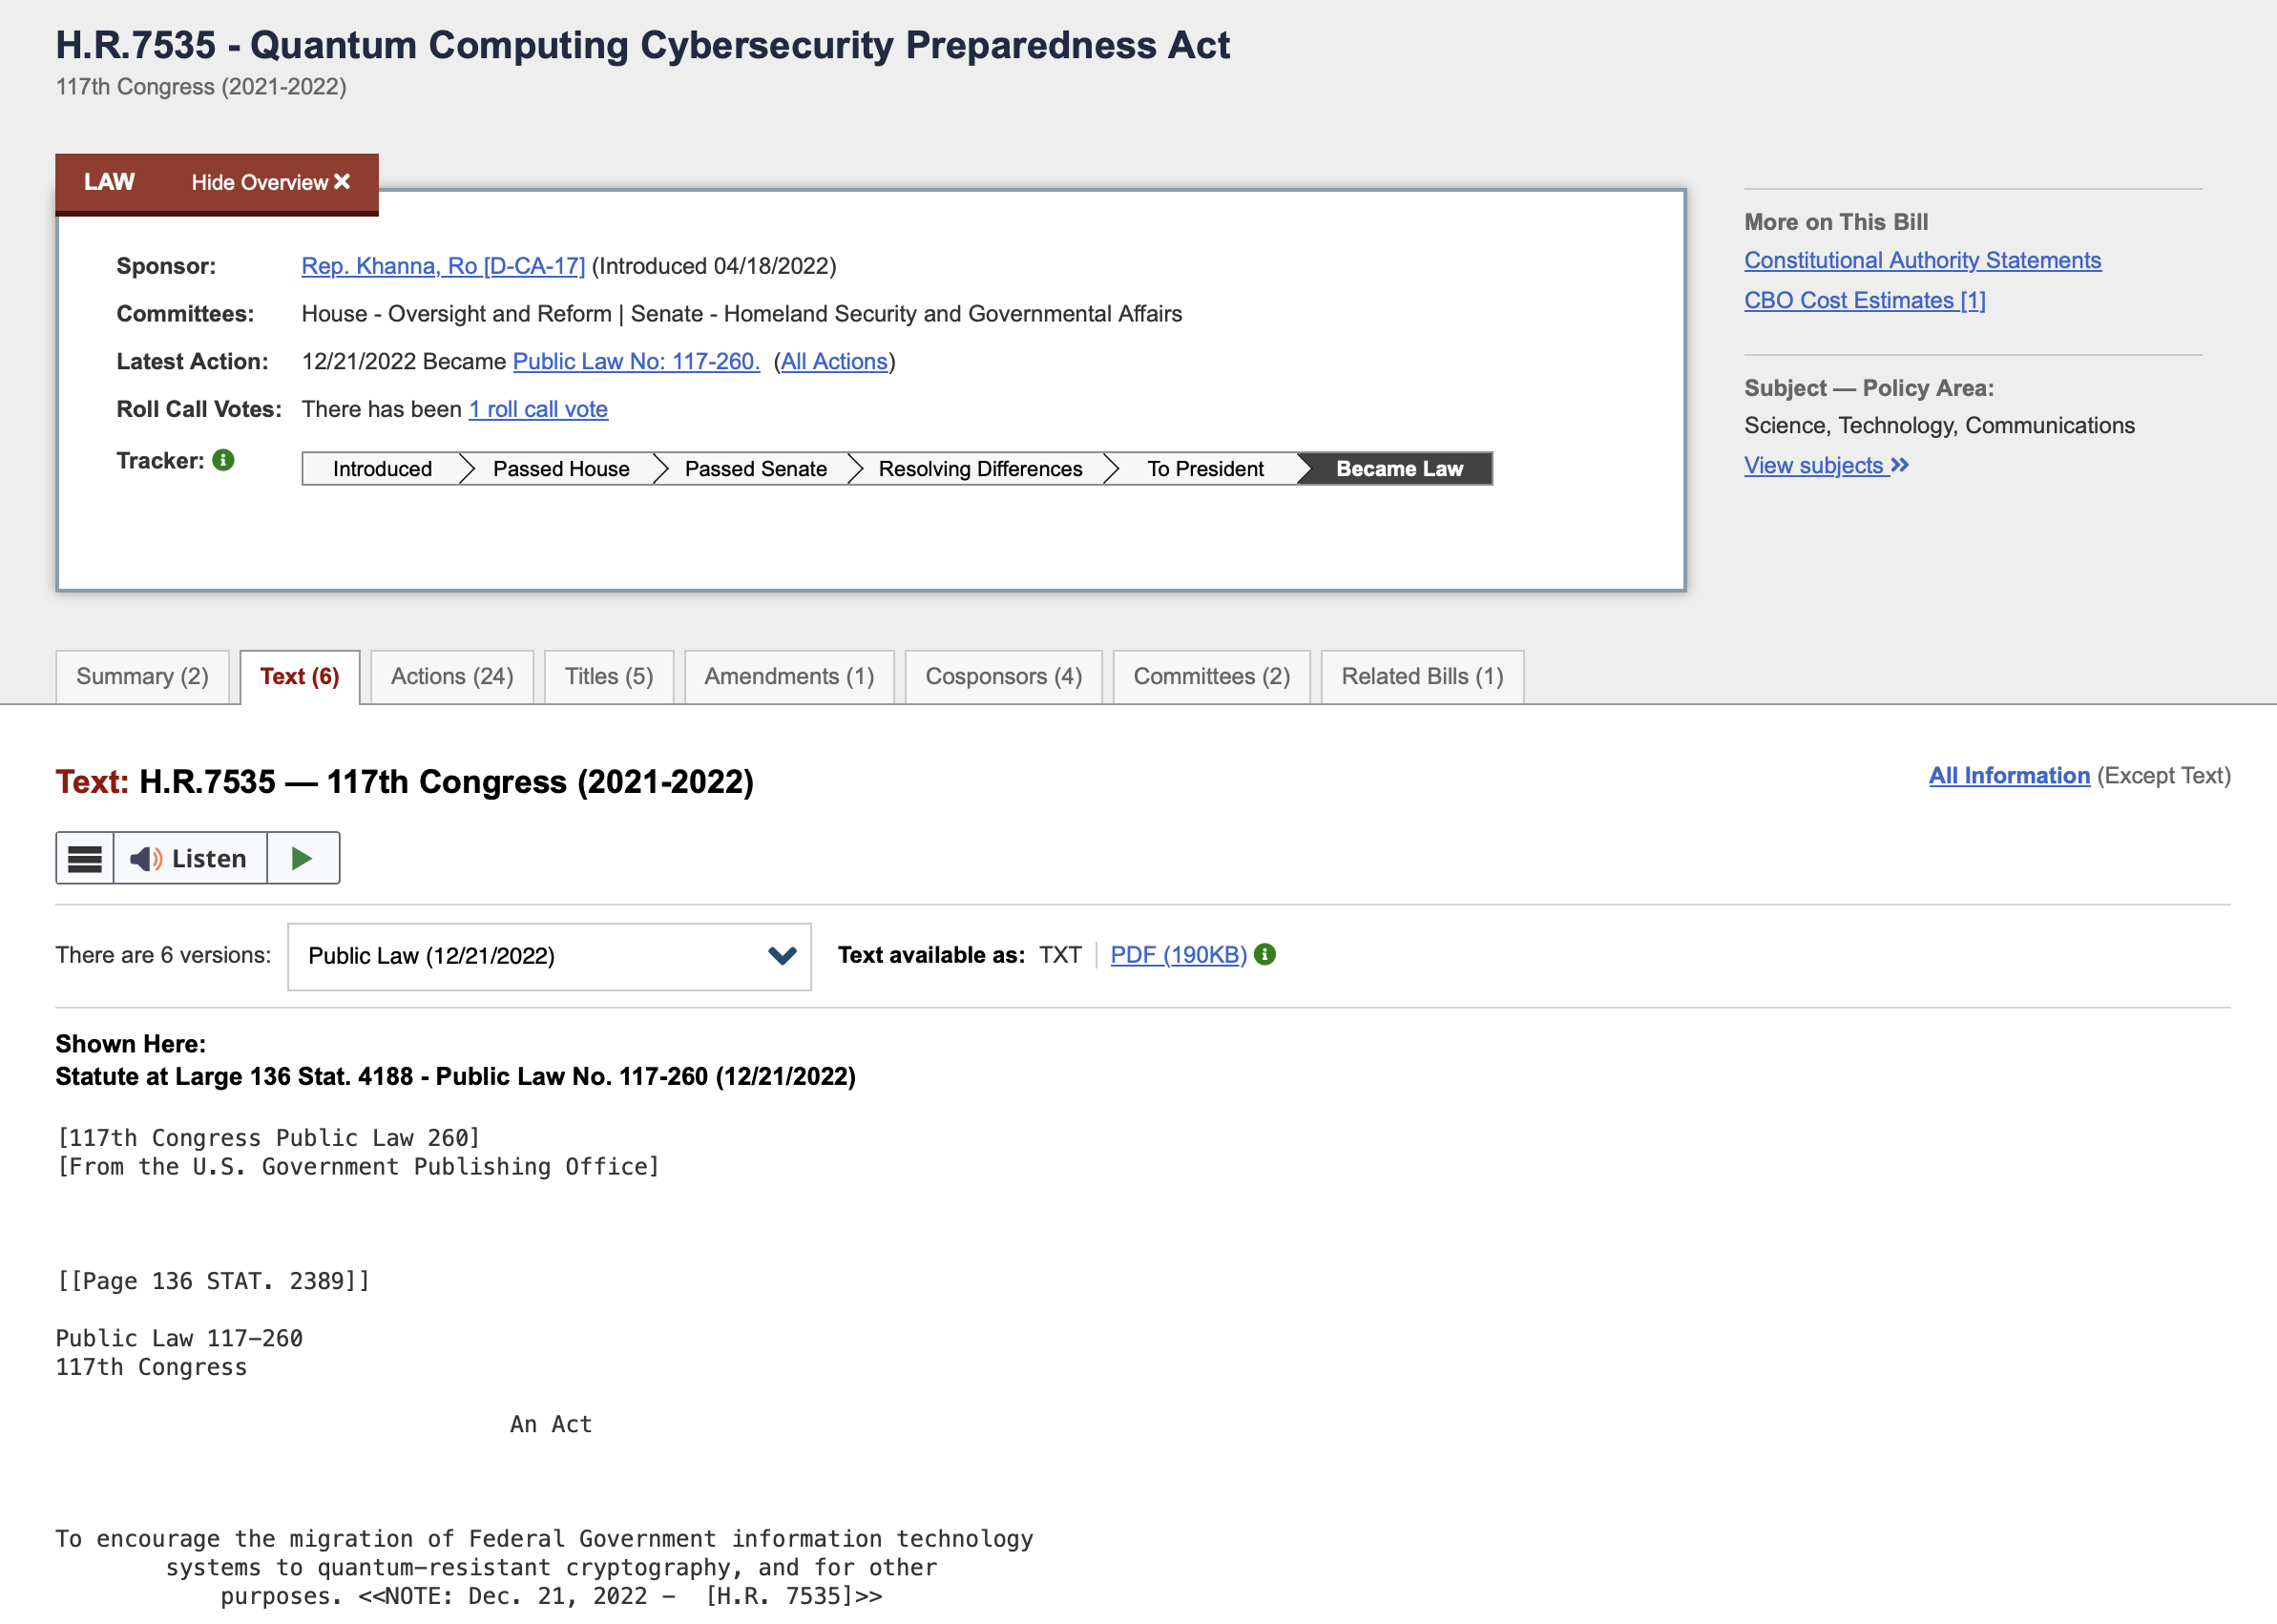 H.R.7535 - Quantum Computing Cybersecurity Preparedness Act
117th Congress (2021-2022)
LAW Hide Overview
Sponsor: Rep. Khanna, Ro [D-CA-17] (Introduced 04/18/2022)
Committees: House - Oversight and Reform | Senate - Homeland Security and Governmental Affairs
Latest Action: 12/21/2022 Became Public Law No: 117-260. (All Actions)
Roll Call Votes: There has been 1 roll call vote
Tracker: Introduced Passed House Passed Senate Resolving Differences To President Became Law
More on This Bill
Constitutional Authority Statements
CBO Cost Estimates [1]
Subject — Policy Area:
Science, Technology, Communications
View subjects
Summary (2) Text (6) Actions (24) Titles (5) Amendments (1) Cosponsors (4) Committees (2) Related Bills (1)
Text: H.R.7535 — 117th Congress (2021-2022)
All Information (Except Text)
Listen
There are 6 versions: Public Law (12/21/2022) Text available as: TXT PDF (190KB)
Shown Here:
Statute at Large 136 Stat. 4188 - Public Law No. 117-260 (12/21/2022)
[117th Congress Public Law 260]
[From the U.S. Government Publishing Office]
[[Page 136 STAT. 2389]]
Public Law 117-260
117th Congress
An Act
To encourage the migration of Federal Government information technology
systems to quantum-resistant cryptography, and for other
purposes. <<NOTE: Dec. 21, 2022 - [H.R. 7535]>>